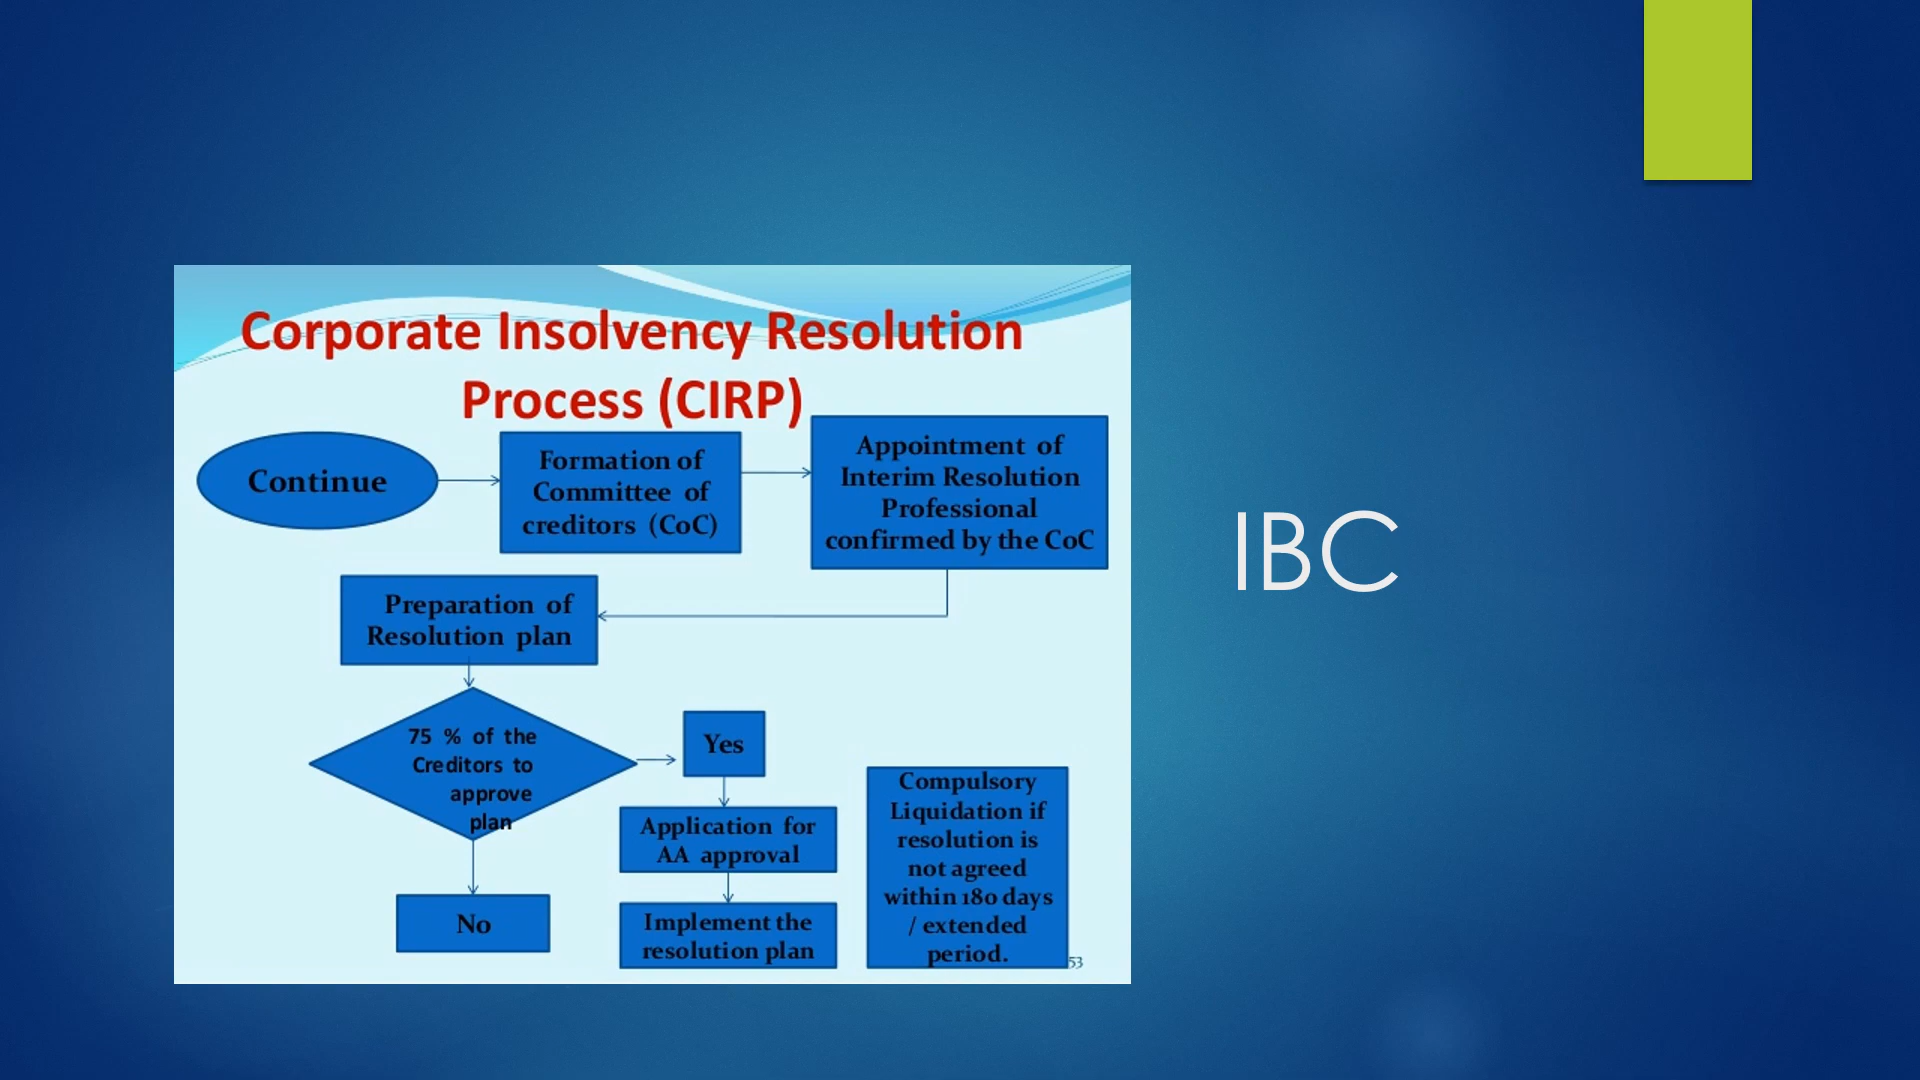 Corporate Insolvency Resolution
Process (CIRP)
Continue
Formation of
Committee of
creditors (CoC)
Appointment of
Interim Resolution
Professional
confirmed by the CoC
Preparation of
Resolution plan
75 % of the
Creditors to
approve
plan
Yes
Application for
AA approval
Implement the
resolution plan
No
Compulsory
Liquidation if
resolution is
not agreed
within 180 days
/ extended
period.
53
IBC